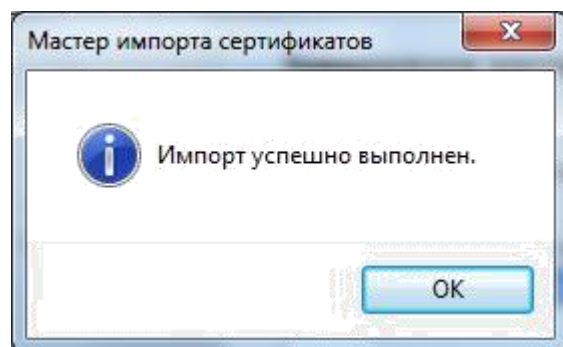 Мастер импорта сертификатов
Импорт успешно выполнен.
OK